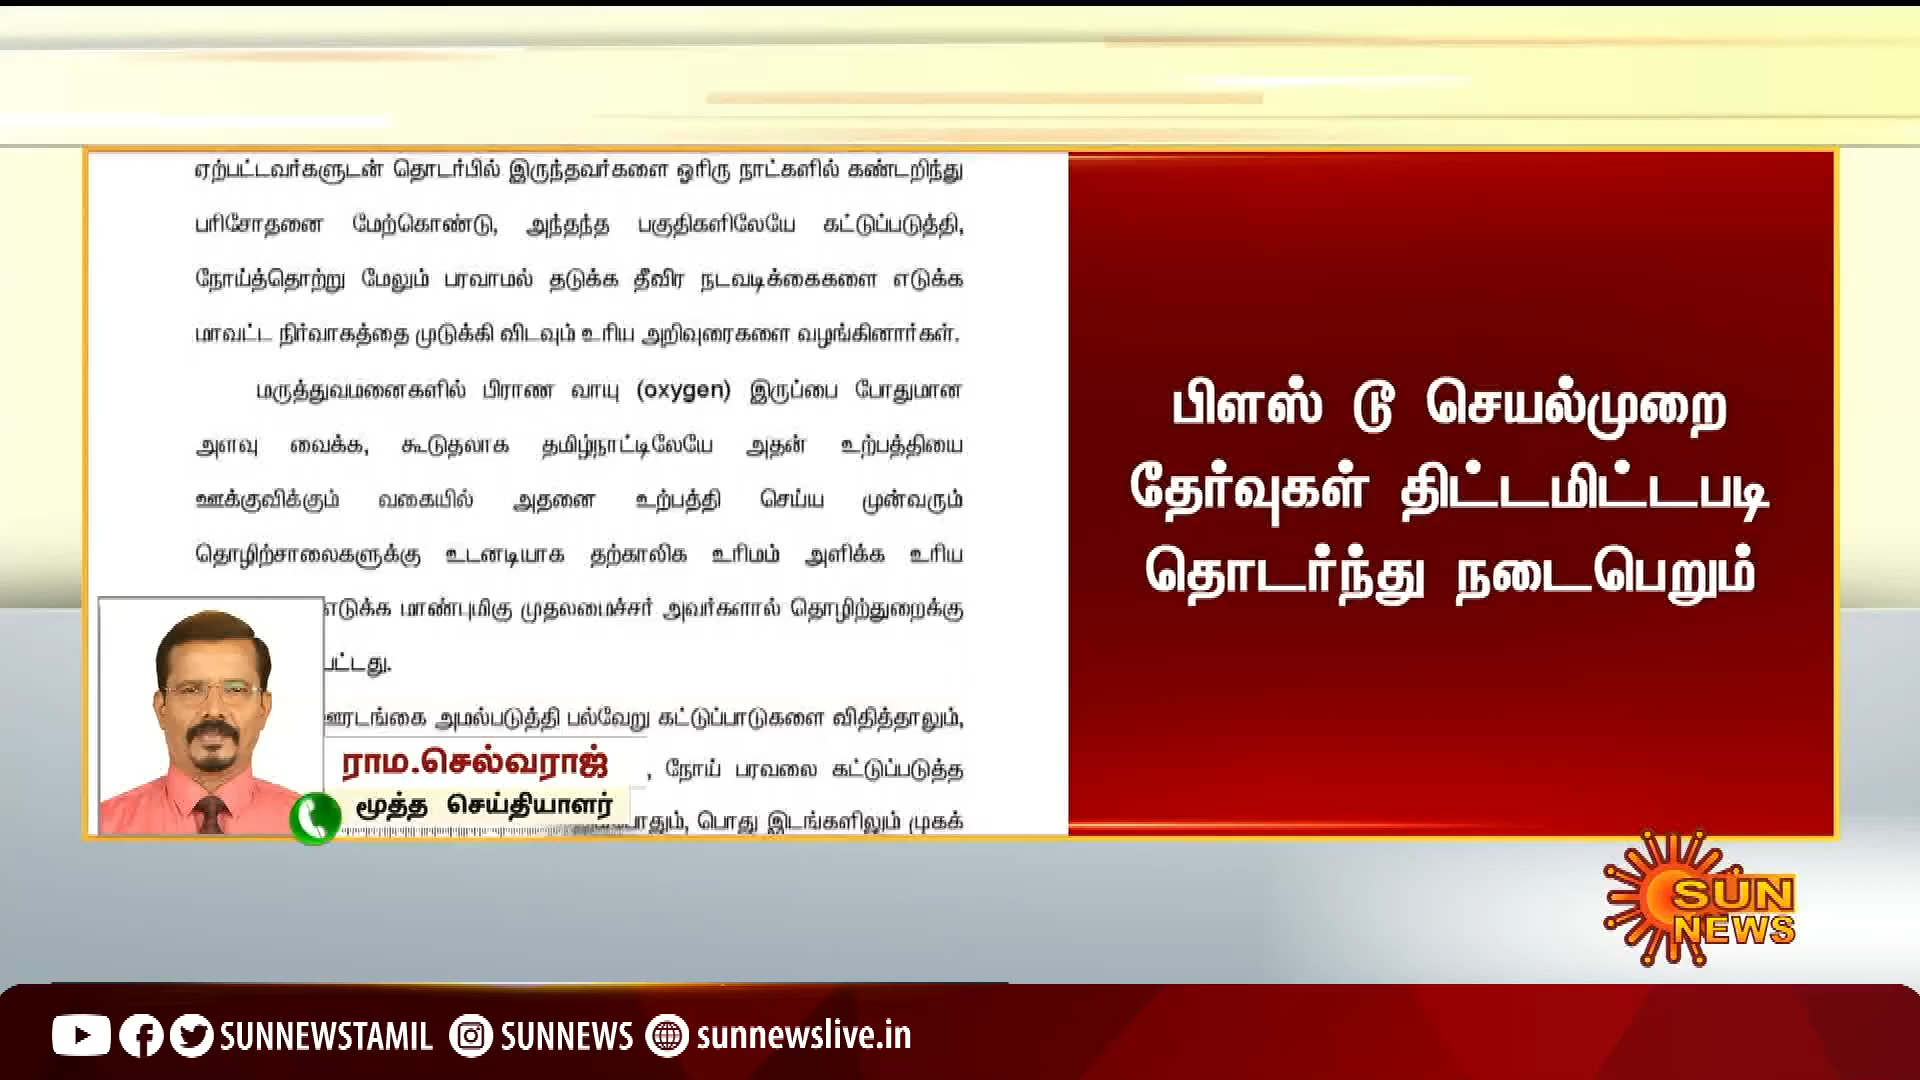 ஏற்பட்டவர்களுடன் தொடர்பில் இருந்தவர்களை ஓரிரு நாட்களில் கண்டறிந்து
பரிசோதனை மேற்கொண்டு, அந்தந்த பகுதிகளிலேயே கட்டுப்படுத்தி,
நோய்த்தொற்று மேலும் பரவாமல் தடுக்க தீவிர நடவடிக்கைகளை எடுக்க
மாவட்ட நிர்வாகத்தை முடுக்கி விடவும் உரிய அறிவுரைகளை வழங்கினார்கள்.
மருத்துவமனைகளில் பிராண வாயு (oxygen) இருப்பை போதுமான
அளவு வைக்க, கூடுதலாக தமிழ்நாட்டிலேயே அதன் உற்பத்தியை
ஊக்குவிக்கும் வகையில் அதனை உற்பத்தி செய்ய முன்வரும்
தொழிற்சாலைகளுக்கு உடனடியாக தற்காலிக உரிமம் அளிக்க உரிய
எடுக்க மாண்புமிகு முதலமைச்சர் அவர்களால் தொழிற்துறைக்கு
பட்டது.
ஊரடங்கை அமல்படுத்தி பல்வேறு கட்டுப்பாடுகளை விதித்தாலும்,
, நோய் பரவலை கட்டுப்படுத்த
போதும், பொது இடங்களிலும் முகக்
ராம.செல்வராஜ்
மூத்த செய்தியாளர்
பிளஸ் டூ செயல்முறை
தேர்வுகள் திட்டமிட்டபடி
தொடர்ந்து நடைபெறும்
SUN
NEWS
SUNNEWSTAMIL SUNNEWS sunnewslive.in